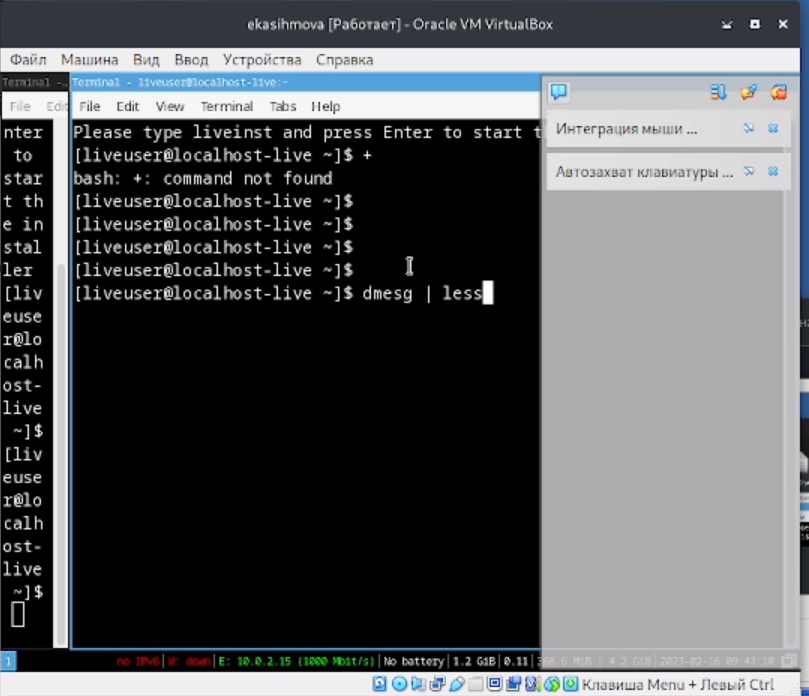 ekasihmova [Работает] - Oracle VM VirtualBox
Файл Машина Вид Ввод Устройства Справка
Terminal -
Terminal - liveuser@localhost-live:~
File Edit
File Edit View Terminal Tabs Help
nter
to
star
t th
e in
stal
ler
[liv
euse
r@lo
calh
ost-
live
~]$
[liv
euse
r@lo
calh
ost-
live
~]$
Please type liveinst and press Enter to start t
[liveuser@localhost-live ~]$ +
bash: +: command not found
[liveuser@localhost-live ~]$
[liveuser@localhost-live ~]$
[liveuser@localhost-live ~]$
[liveuser@localhost-live ~]$
[liveuser@localhost-live ~]$ dmesg | less
Интеграция мыши ...
Автозахват клавиатуры ...
1
no IPv6|W: down|E: 10.0.2.15 (1000 Mbit/s)|No battery|1.2 GiB|0.11|368.6 MiB | 4.2 GiB|2023-02-16 09:43:10
Клавиша Menu + Левый Ctrl